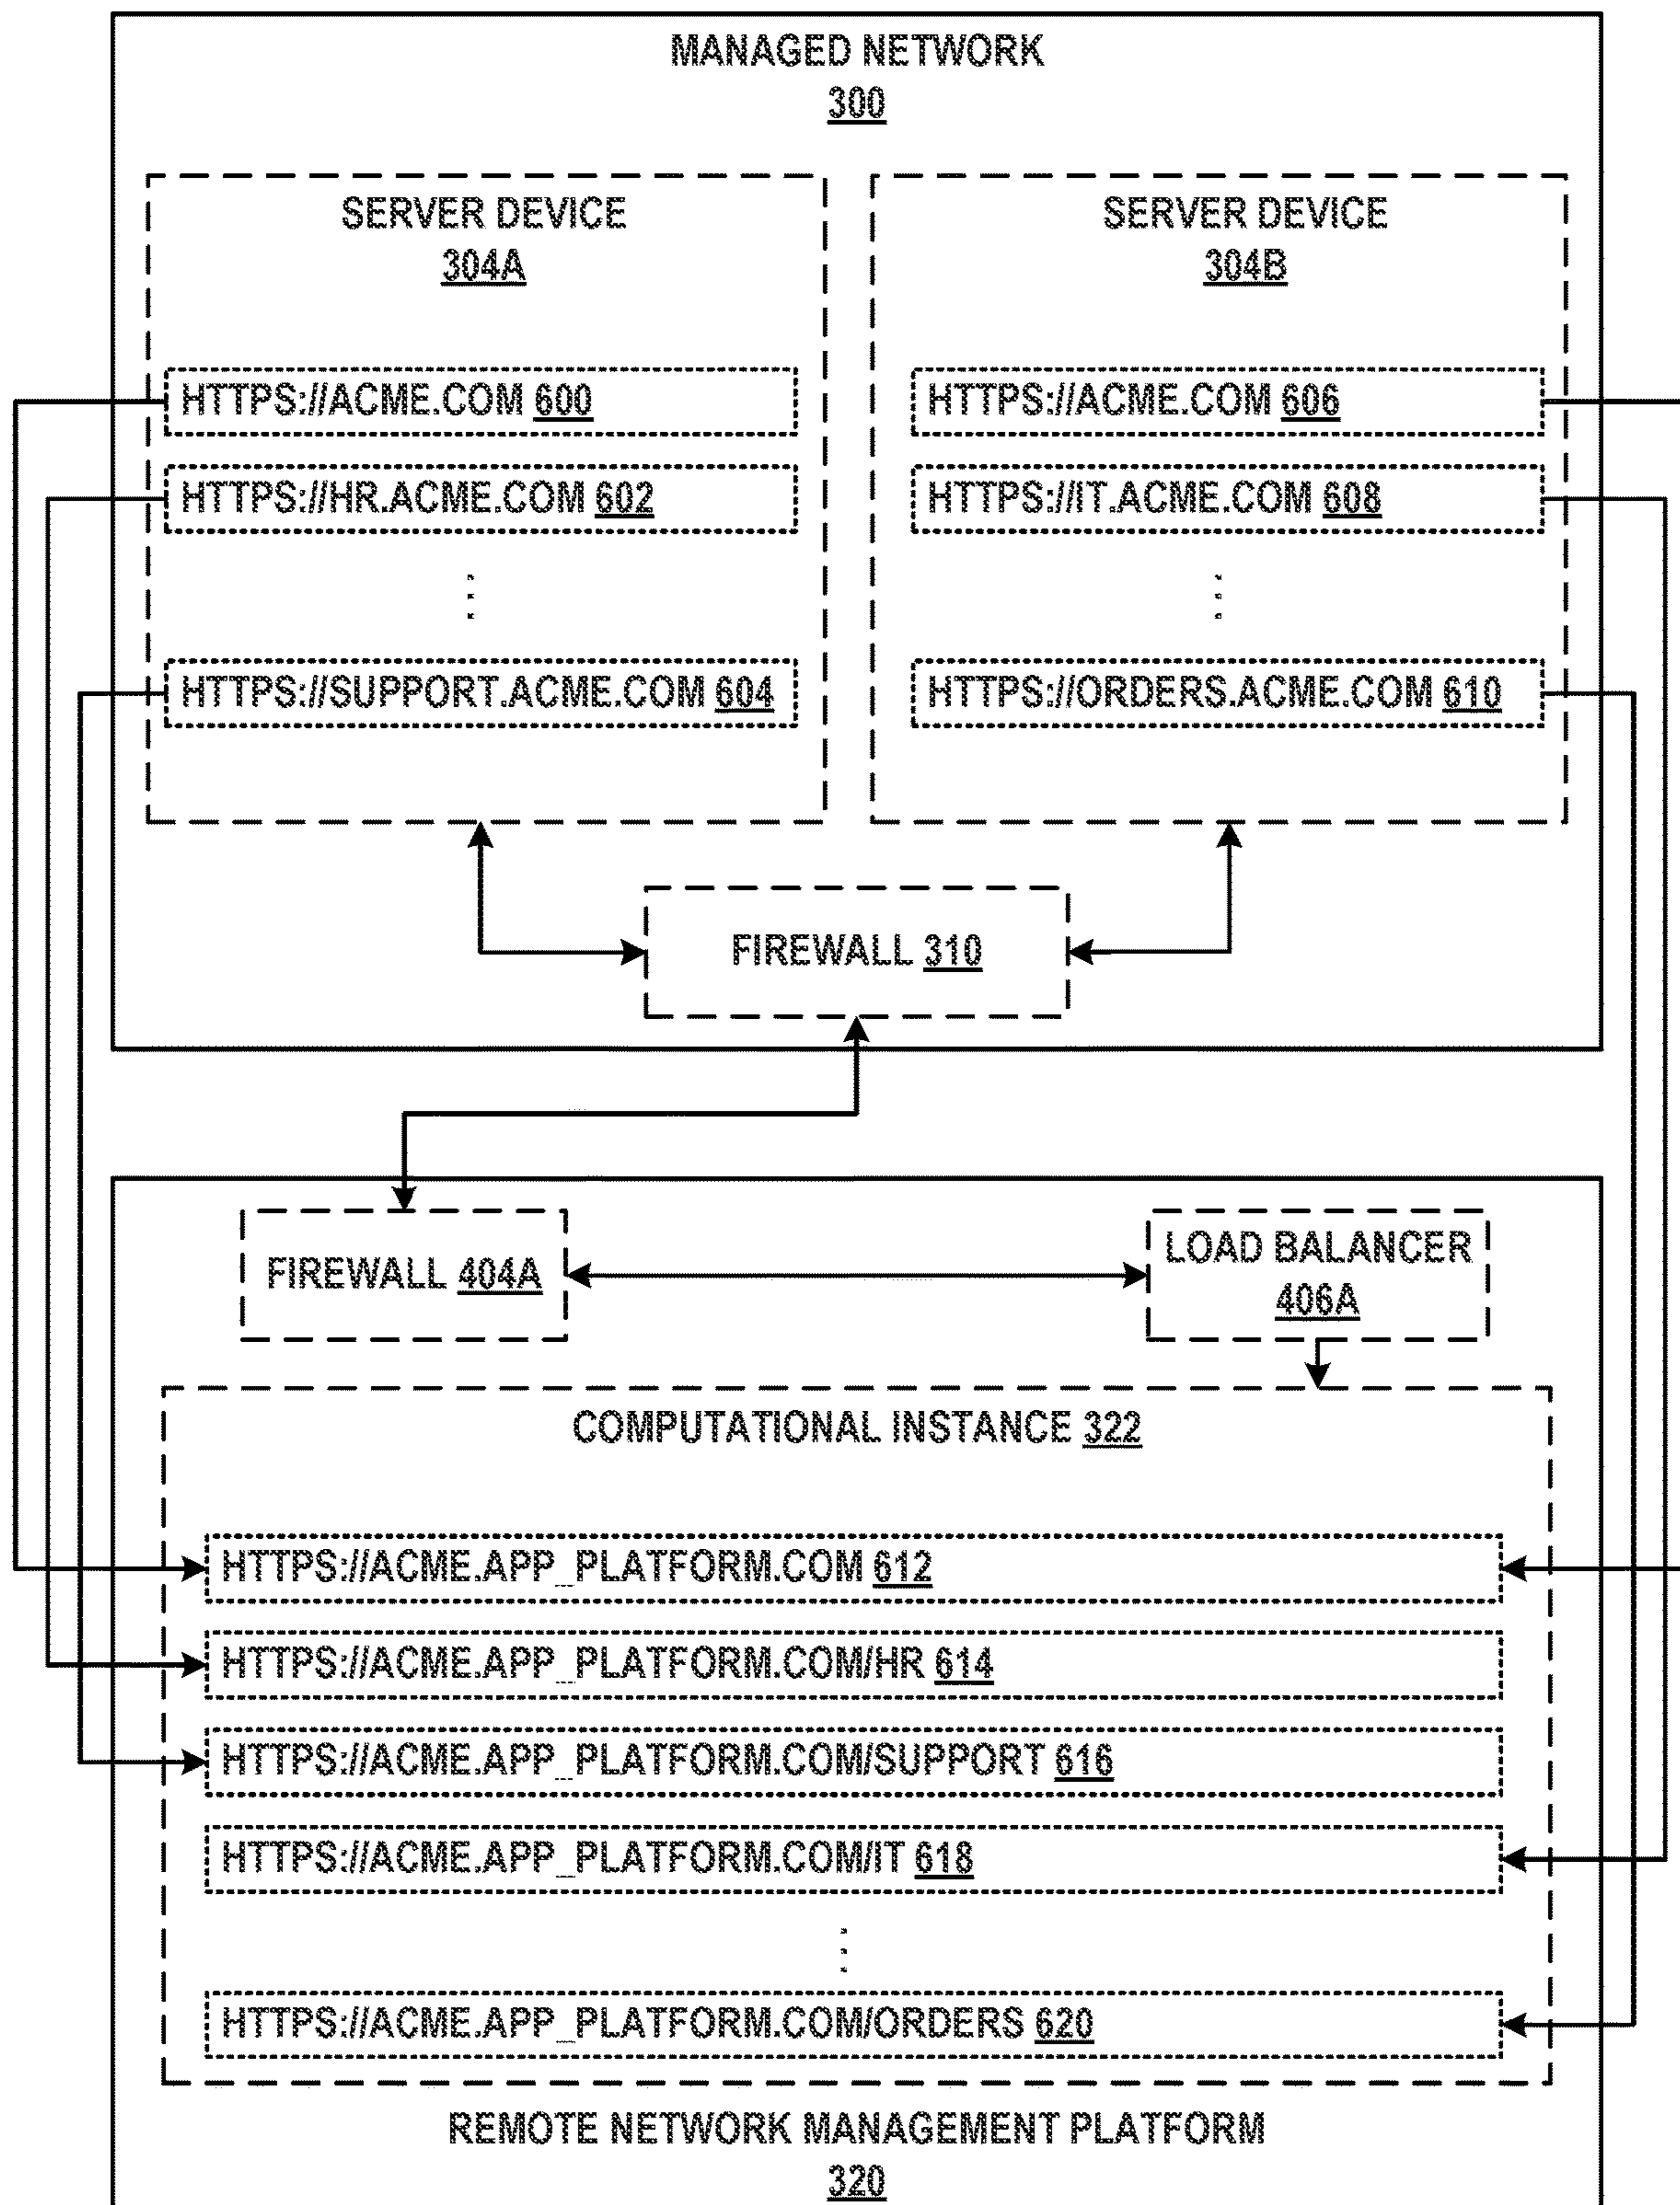 MANAGED NETWORK
300
SERVER DEVICE
304A
HTTPS://ACME.COM 600
HTTPS://HR.ACME.COM 602
HTTPS://SUPPORT.ACME.COM 604
SERVER DEVICE
304B
HTTPS://ACME.COM 606
HTTPS://IT.ACME.COM 608
HTTPS://ORDERS.ACME.COM 610
FIREWALL 310
FIREWALL 404A
LOAD BALANCER
406A
COMPUTATIONAL INSTANCE 322
HTTPS://ACME.APP_PLATFORM.COM 612
HTTPS://ACME.APP_PLATFORM.COM/HR 614
HTTPS://ACME.APP_PLATFORM.COM/SUPPORT 616
HTTPS://ACME.APP_PLATFORM.COM/IT 618
HTTPS://ACME.APP_PLATFORM.COM/ORDERS 620
REMOTE NETWORK MANAGEMENT PLATFORM
320